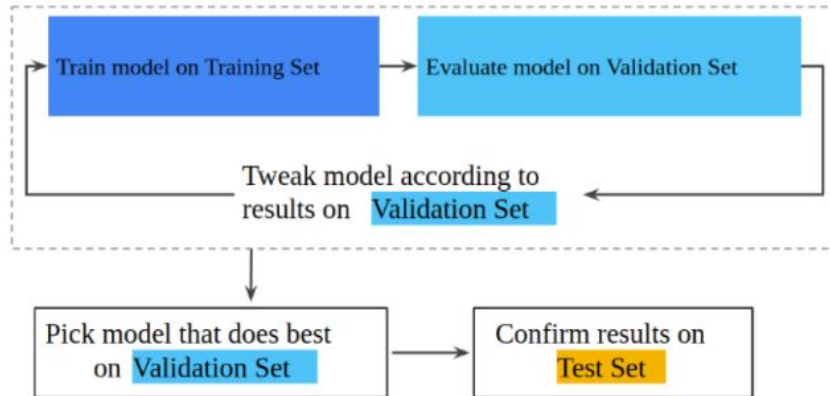 Train model on Training Set
Evaluate model on Validation Set
Tweak model according to
results on Validation Set
Pick model that does best
on Validation Set
Confirm results on
Test Set